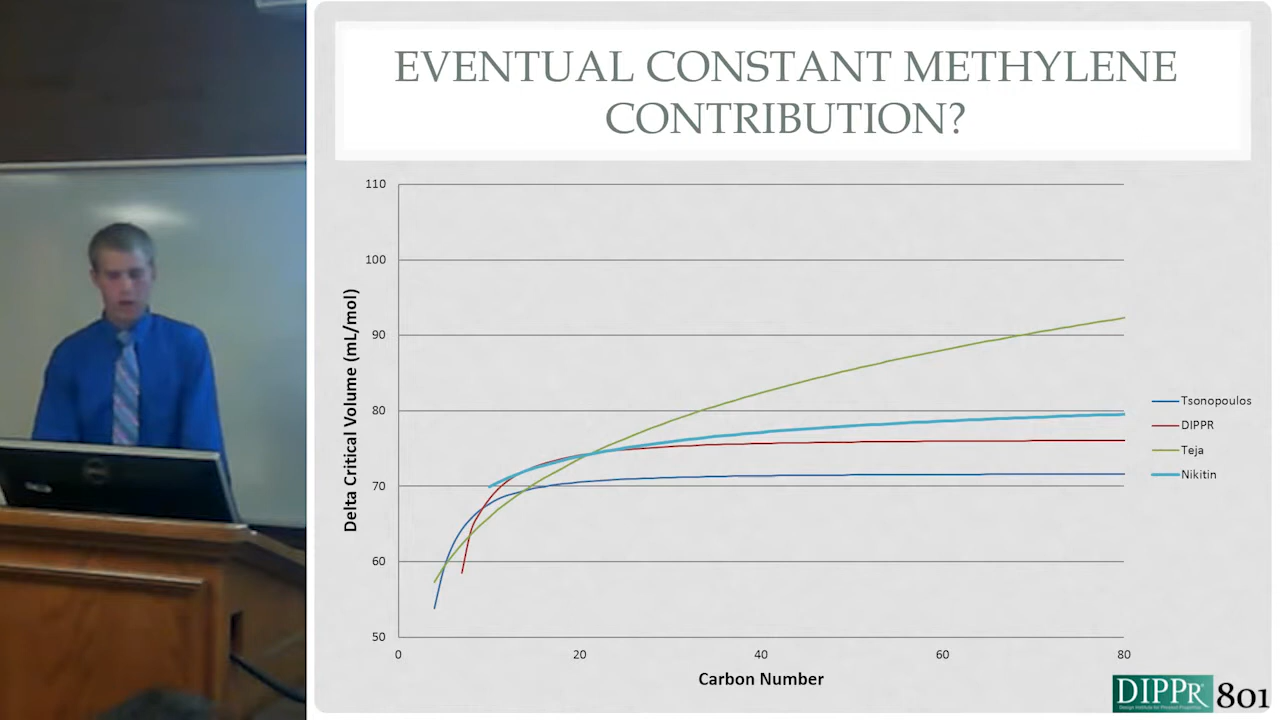 EVENTUAL CONSTANT METHYLENE
CONTRIBUTION?
110
100
90
80
70
60
50
Delta Critical Volume (mL/mol)
0
20
40
60
80
Carbon Number
Tsonopoulos
DIPPR
Teja
Nikitin
DIPPR 801
Design Institute for Physical Properties